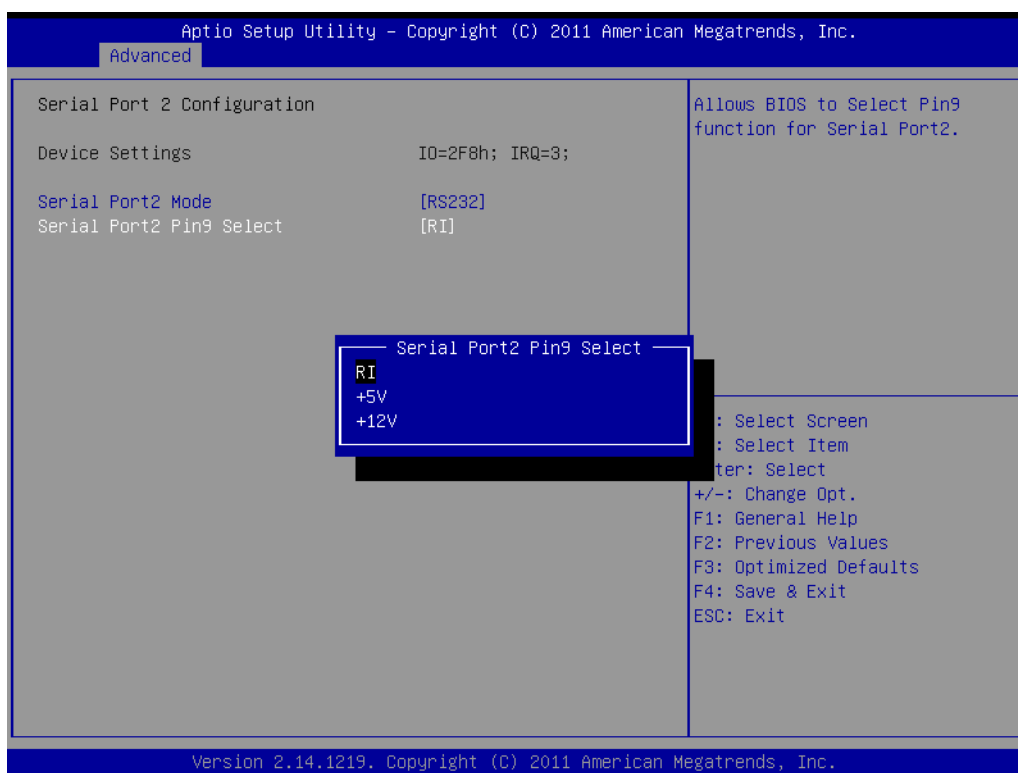 Aptio Setup Utility – Copyright (C) 2011 American Megatrends, Inc.
Advanced
Serial Port 2 Configuration
Device Settings IO=2F8h; IRQ=3;
Serial Port2 Mode [RS232]
Serial Port2 Pin9 Select [RI]
Allows BIOS to Select Pin9
function for Serial Port2.
Serial Port2 Pin9 Select
RI
+5V
+12V
: Select Screen
: Select Item
ter: Select
+/-: Change Opt.
F1: General Help
F2: Previous Values
F3: Optimized Defaults
F4: Save & Exit
ESC: Exit
Version 2.14.1219. Copyright (C) 2011 American Megatrends, Inc.